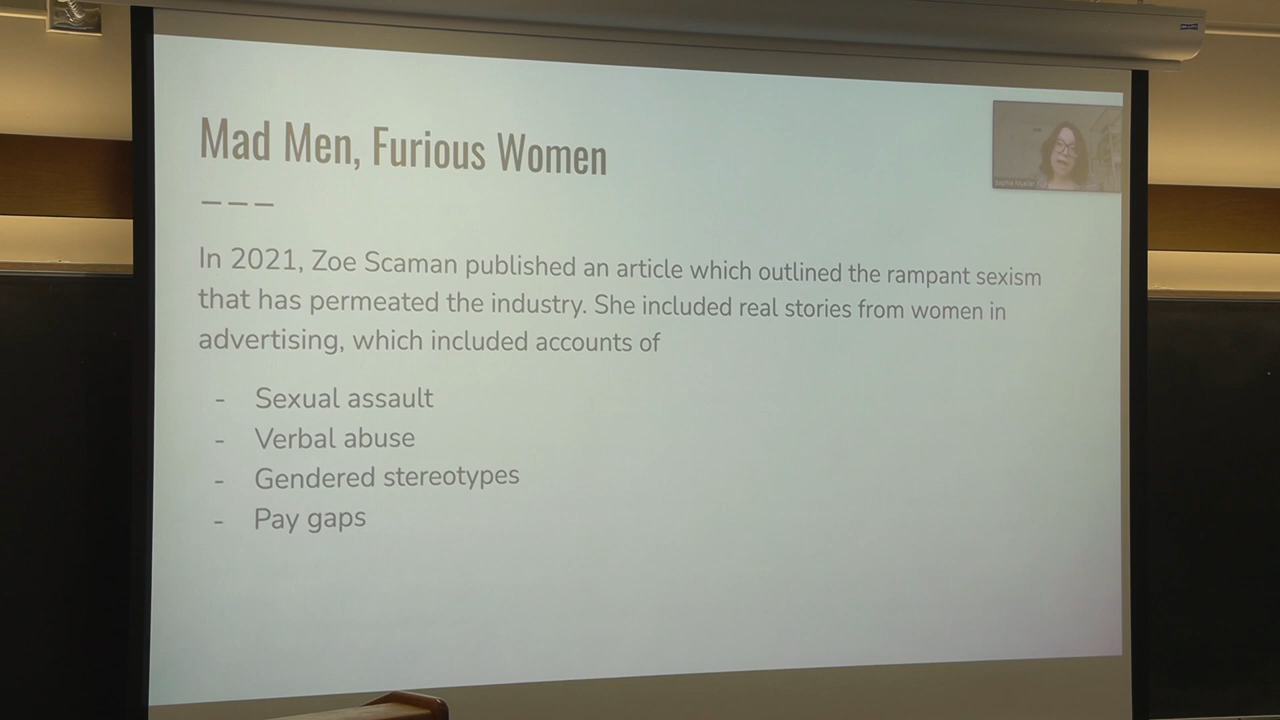 Mad Men, Furious Women
In 2021, Zoe Scaman published an article which outlined the rampant sexism
that has permeated the industry. She included real stories from women in
advertising, which included accounts of
- Sexual assault
- Verbal abuse
- Gendered stereotypes
- Pay gaps